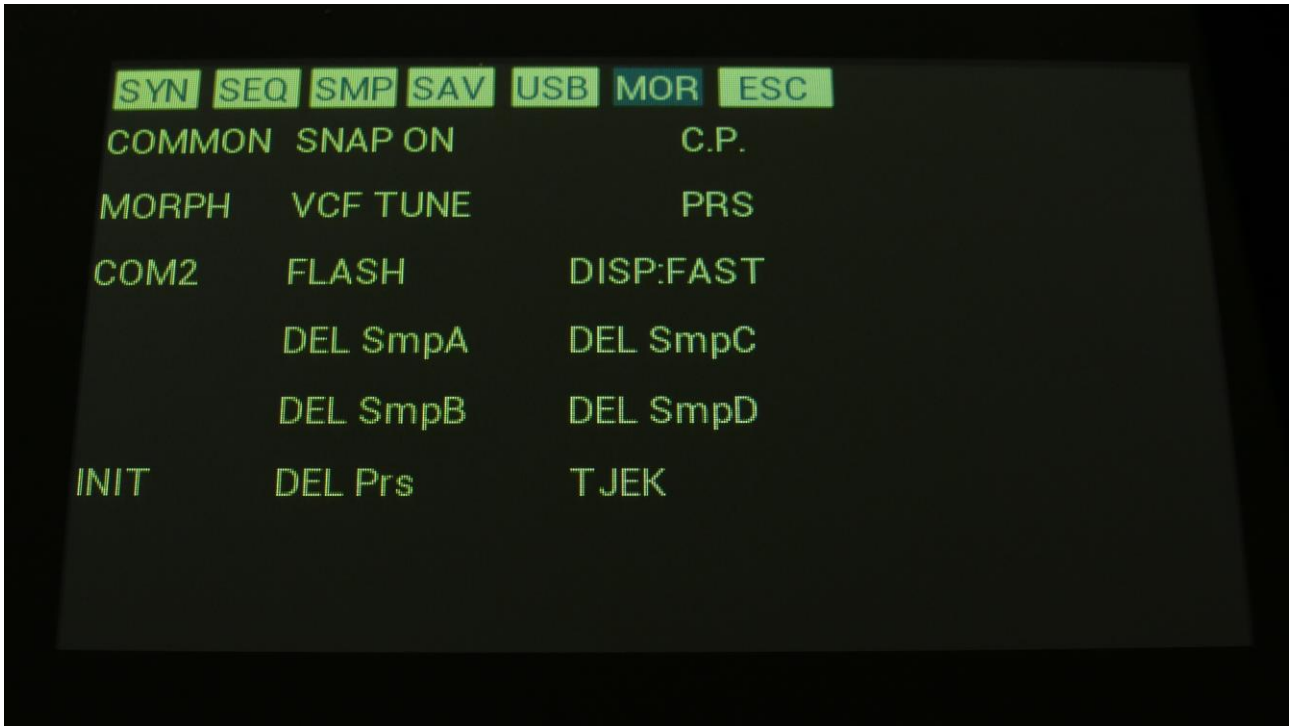 SYN SEQ SMP SAV USB MOR ESC
COMMON SNAP ON C.P.
MORPH VCF TUNE PRS
COM2 FLASH DISP:FAST
DEL SmpA DEL SmpC
DEL SmpB DEL SmpD
INIT DEL Prs TJEK